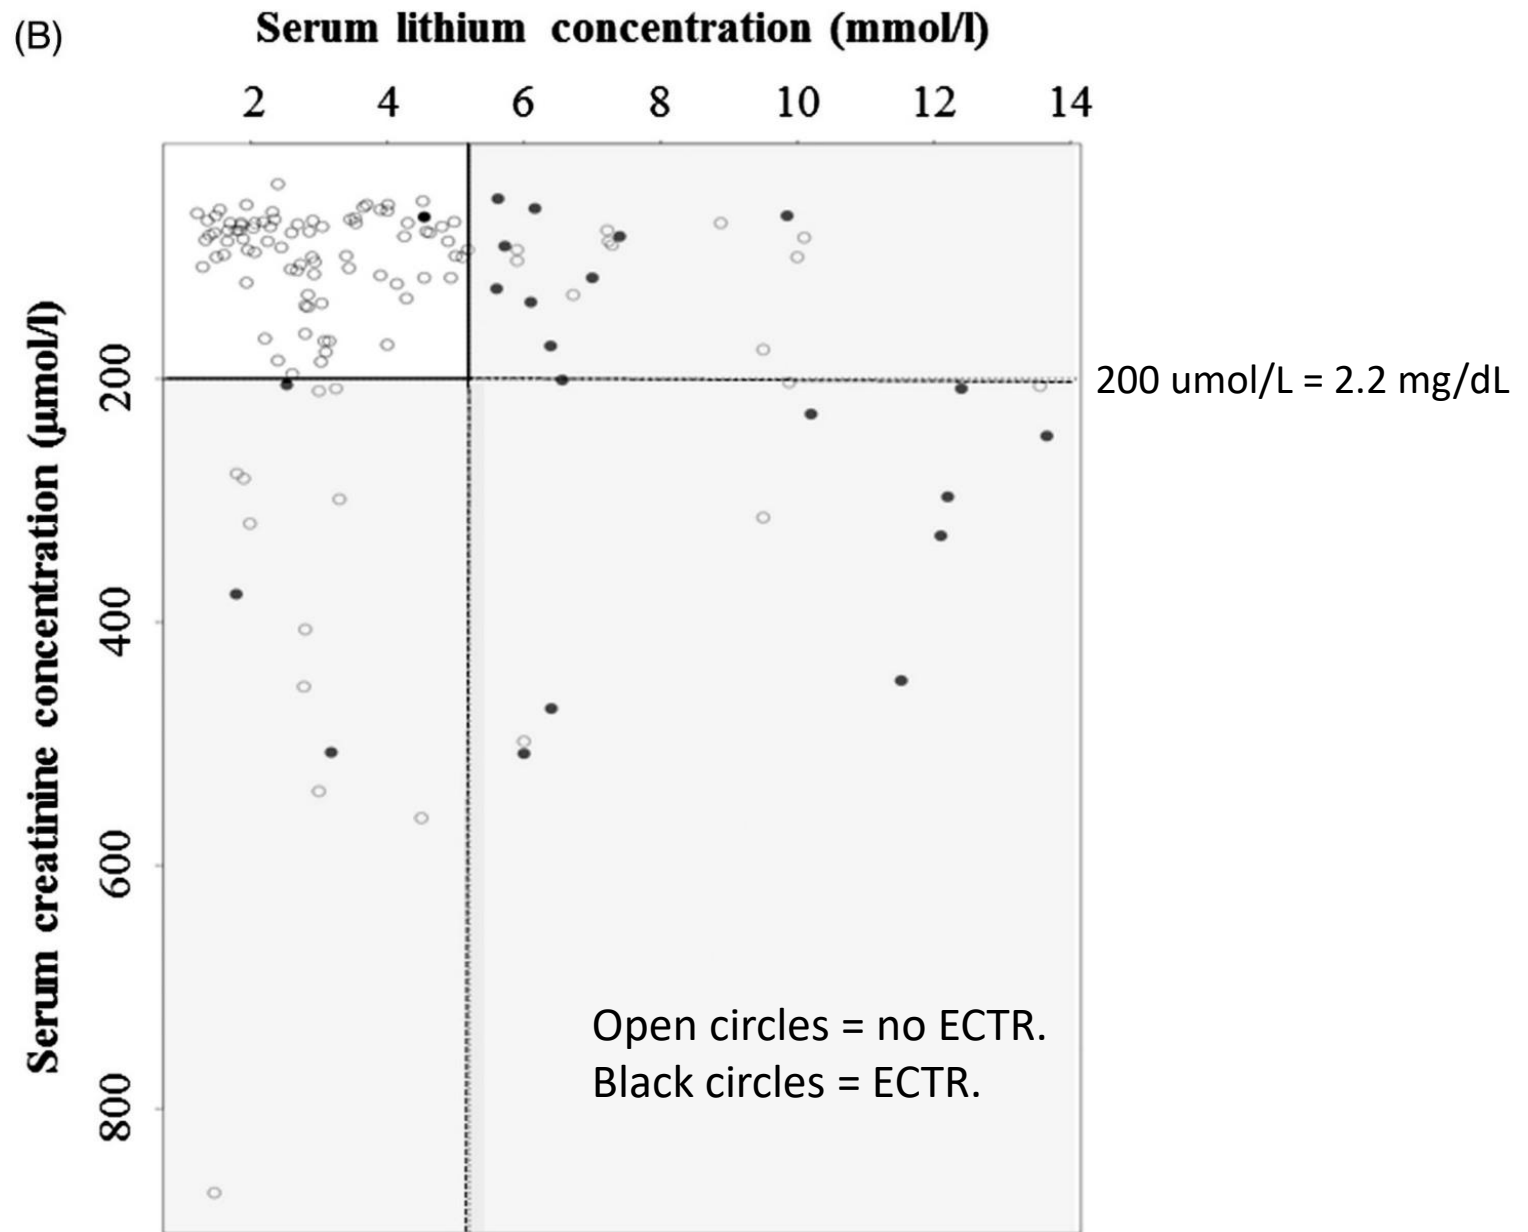 (B)
Serum lithium concentration (mmol/l)
2 4 6 8 10 12 14
Serum creatinine concentration (μmol/l)
200
400
600
800
200 umol/L = 2.2 mg/dL
Open circles = no ECTR.
Black circles = ECTR.